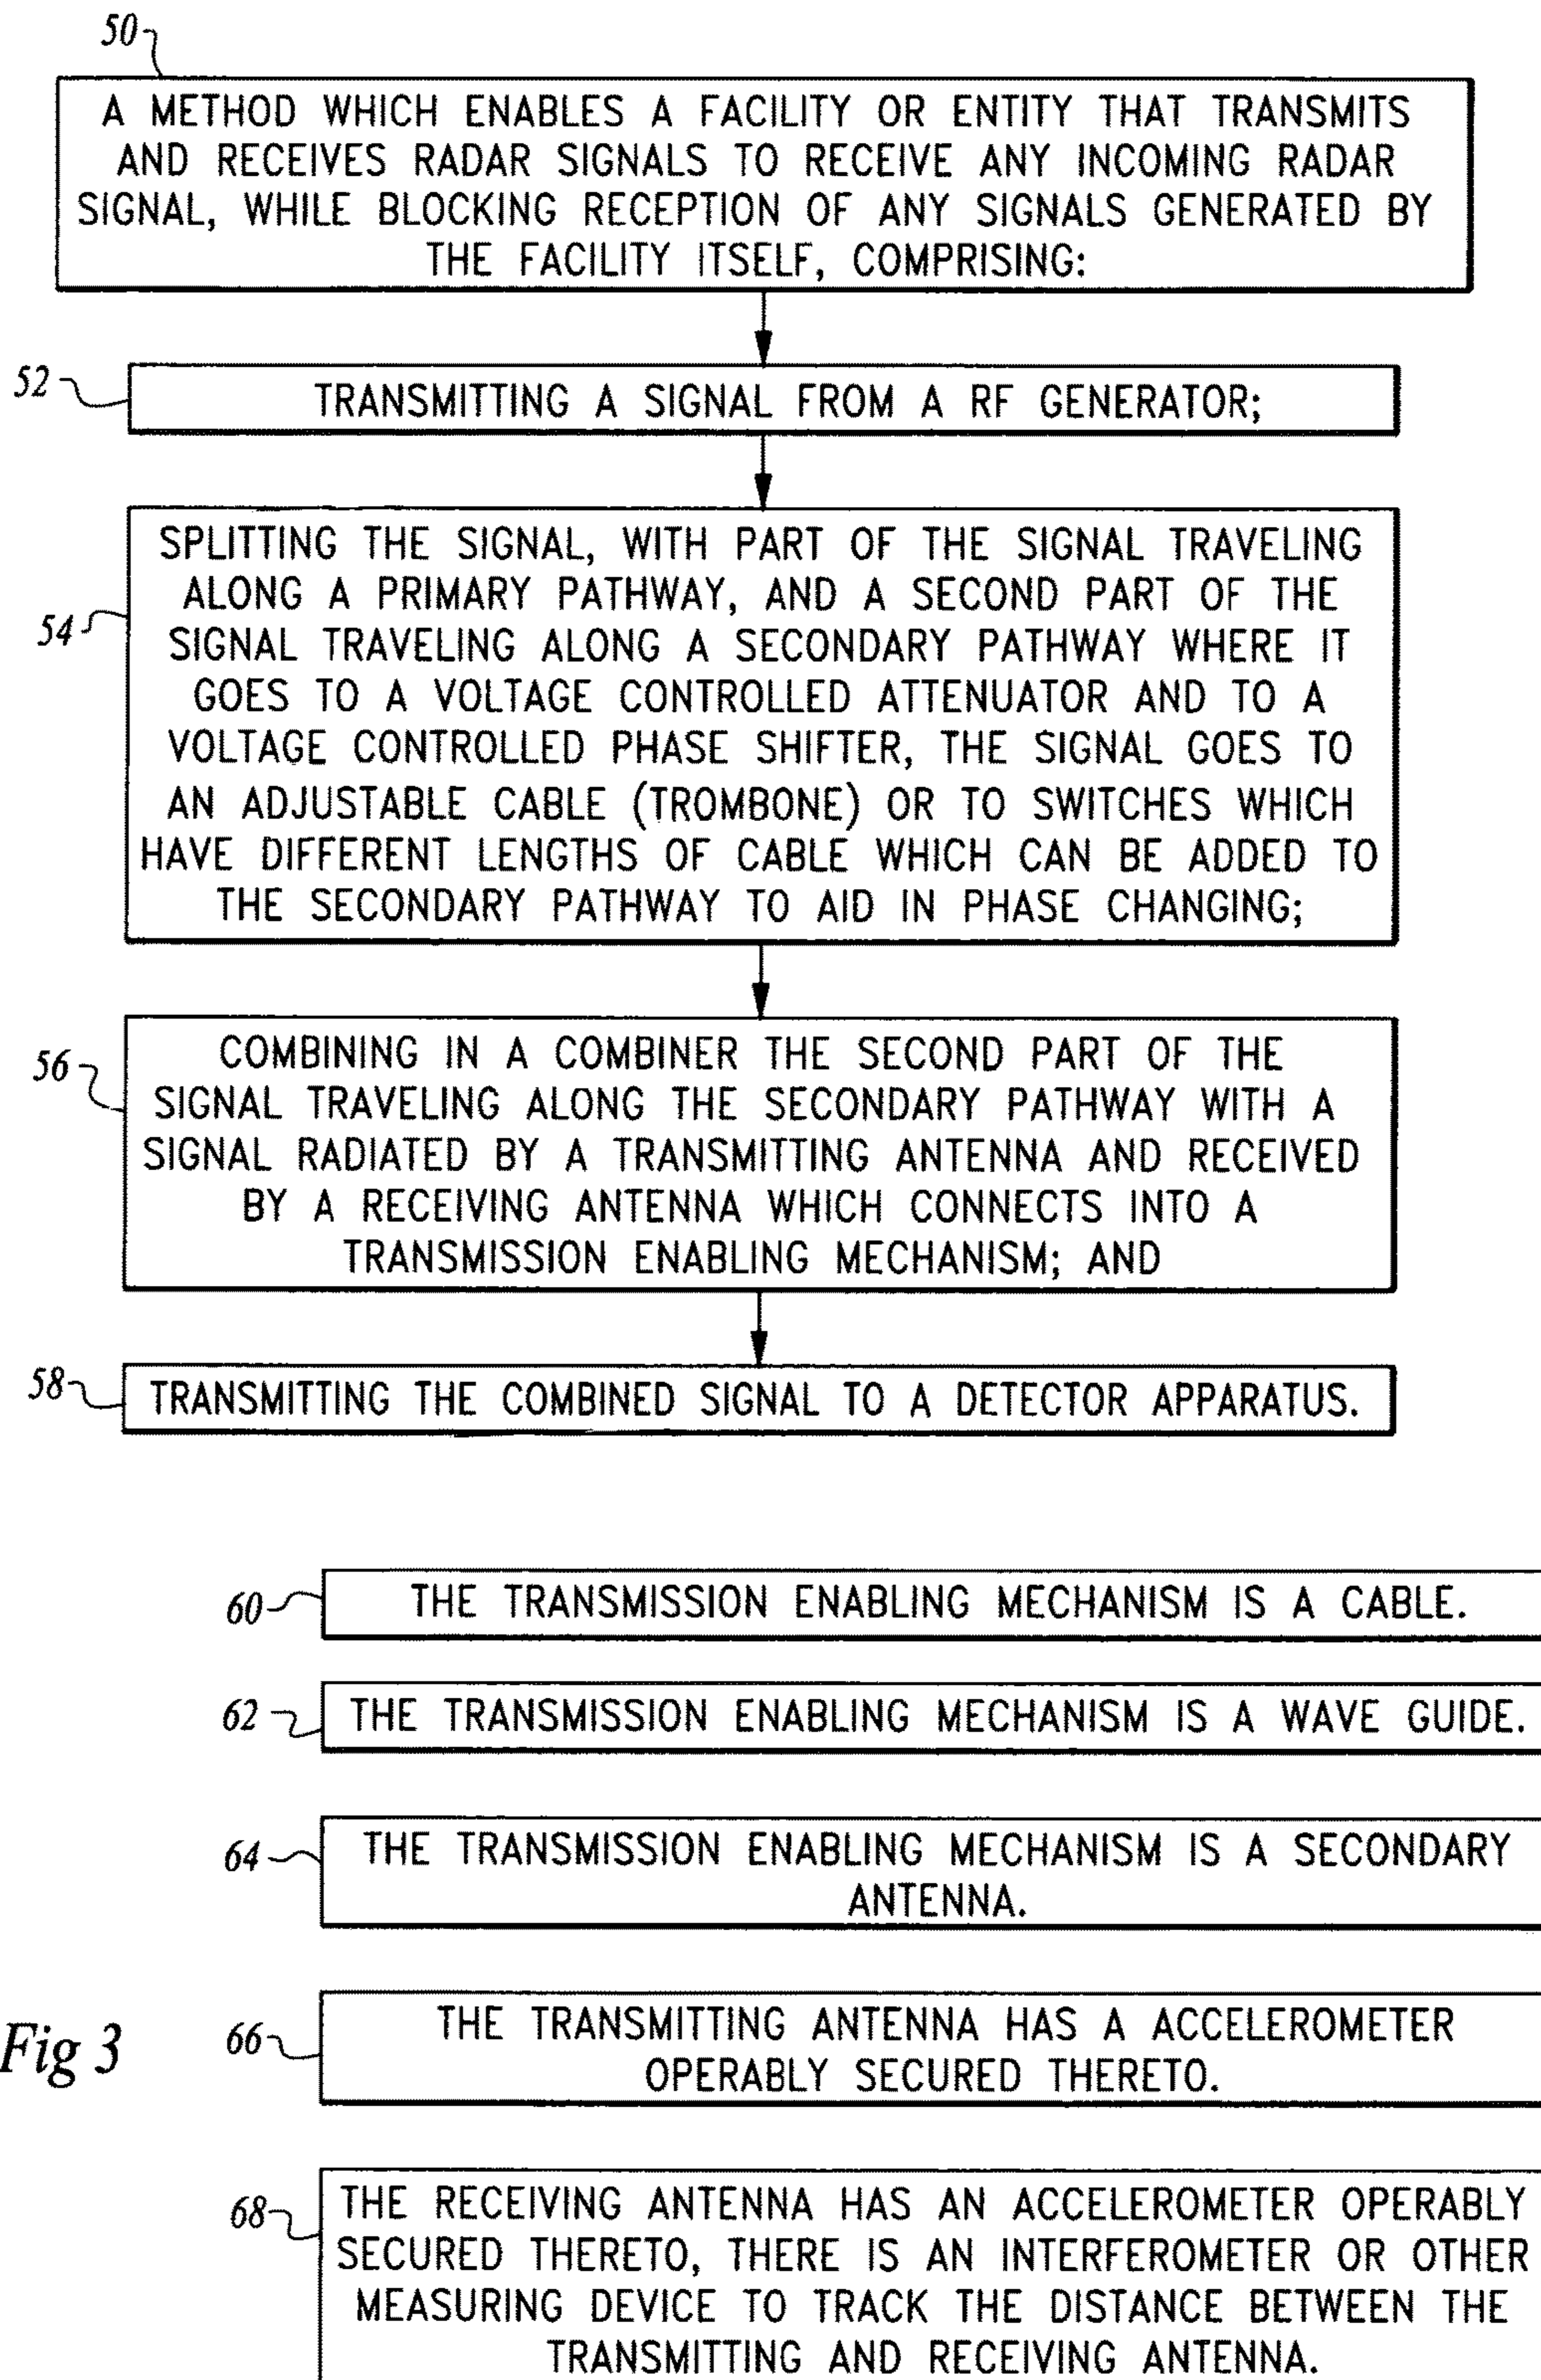 50
A METHOD WHICH ENABLES A FACILITY OR ENTITY THAT TRANSMITS
AND RECEIVES RADAR SIGNALS TO RECEIVE ANY INCOMING RADAR
SIGNAL, WHILE BLOCKING RECEPTION OF ANY SIGNALS GENERATED BY
THE FACILITY ITSELF, COMPRISING:
52
TRANSMITTING A SIGNAL FROM A RF GENERATOR;
54
SPLITTING THE SIGNAL, WITH PART OF THE SIGNAL TRAVELING
ALONG A PRIMARY PATHWAY, AND A SECOND PART OF THE
SIGNAL TRAVELING ALONG A SECONDARY PATHWAY WHERE IT
GOES TO A VOLTAGE CONTROLLED ATTENUATOR AND TO A
VOLTAGE CONTROLLED PHASE SHIFTER, THE SIGNAL GOES TO
AN ADJUSTABLE CABLE (TROMBONE) OR TO SWITCHES WHICH
HAVE DIFFERENT LENGTHS OF CABLE WHICH CAN BE ADDED TO
THE SECONDARY PATHWAY TO AID IN PHASE CHANGING;
56
COMBINING IN A COMBINER THE SECOND PART OF THE
SIGNAL TRAVELING ALONG THE SECONDARY PATHWAY WITH A
SIGNAL RADIATED BY A TRANSMITTING ANTENNA AND RECEIVED
BY A RECEIVING ANTENNA WHICH CONNECTS INTO A
TRANSMISSION ENABLING MECHANISM; AND
58
TRANSMITTING THE COMBINED SIGNAL TO A DETECTOR APPARATUS.
60
THE TRANSMISSION ENABLING MECHANISM IS A CABLE.
62
THE TRANSMISSION ENABLING MECHANISM IS A WAVE GUIDE.
64
THE TRANSMISSION ENABLING MECHANISM IS A SECONDARY
ANTENNA.
Fig 3
66
THE TRANSMITTING ANTENNA HAS A ACCELEROMETER
OPERABLY SECURED THERETO.
68
THE RECEIVING ANTENNA HAS AN ACCELEROMETER OPERABLY
SECURED THERETO, THERE IS AN INTERFEROMETER OR OTHER
MEASURING DEVICE TO TRACK THE DISTANCE BETWEEN THE
TRANSMITTING AND RECEIVING ANTENNA.